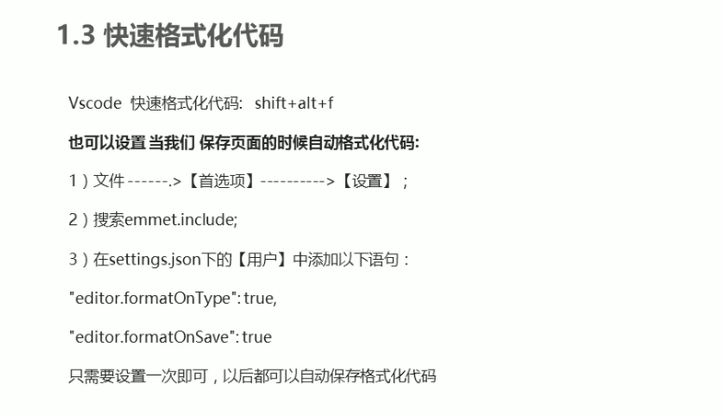 1.3 快速格式化代码
Vscode 快速格式化代码: shift+alt+f
也可以设置 当我们 保存页面的时候自动格式化代码:
1）文件 ------.>【首选项】---------->【设置】；
2）搜索emmet.include;
3）在settings.json下的【用户】中添加以下语句：
"editor.formatOnType": true,
"editor.formatOnSave": true
只需要设置一次即可，以后都可以自动保存格式化代码